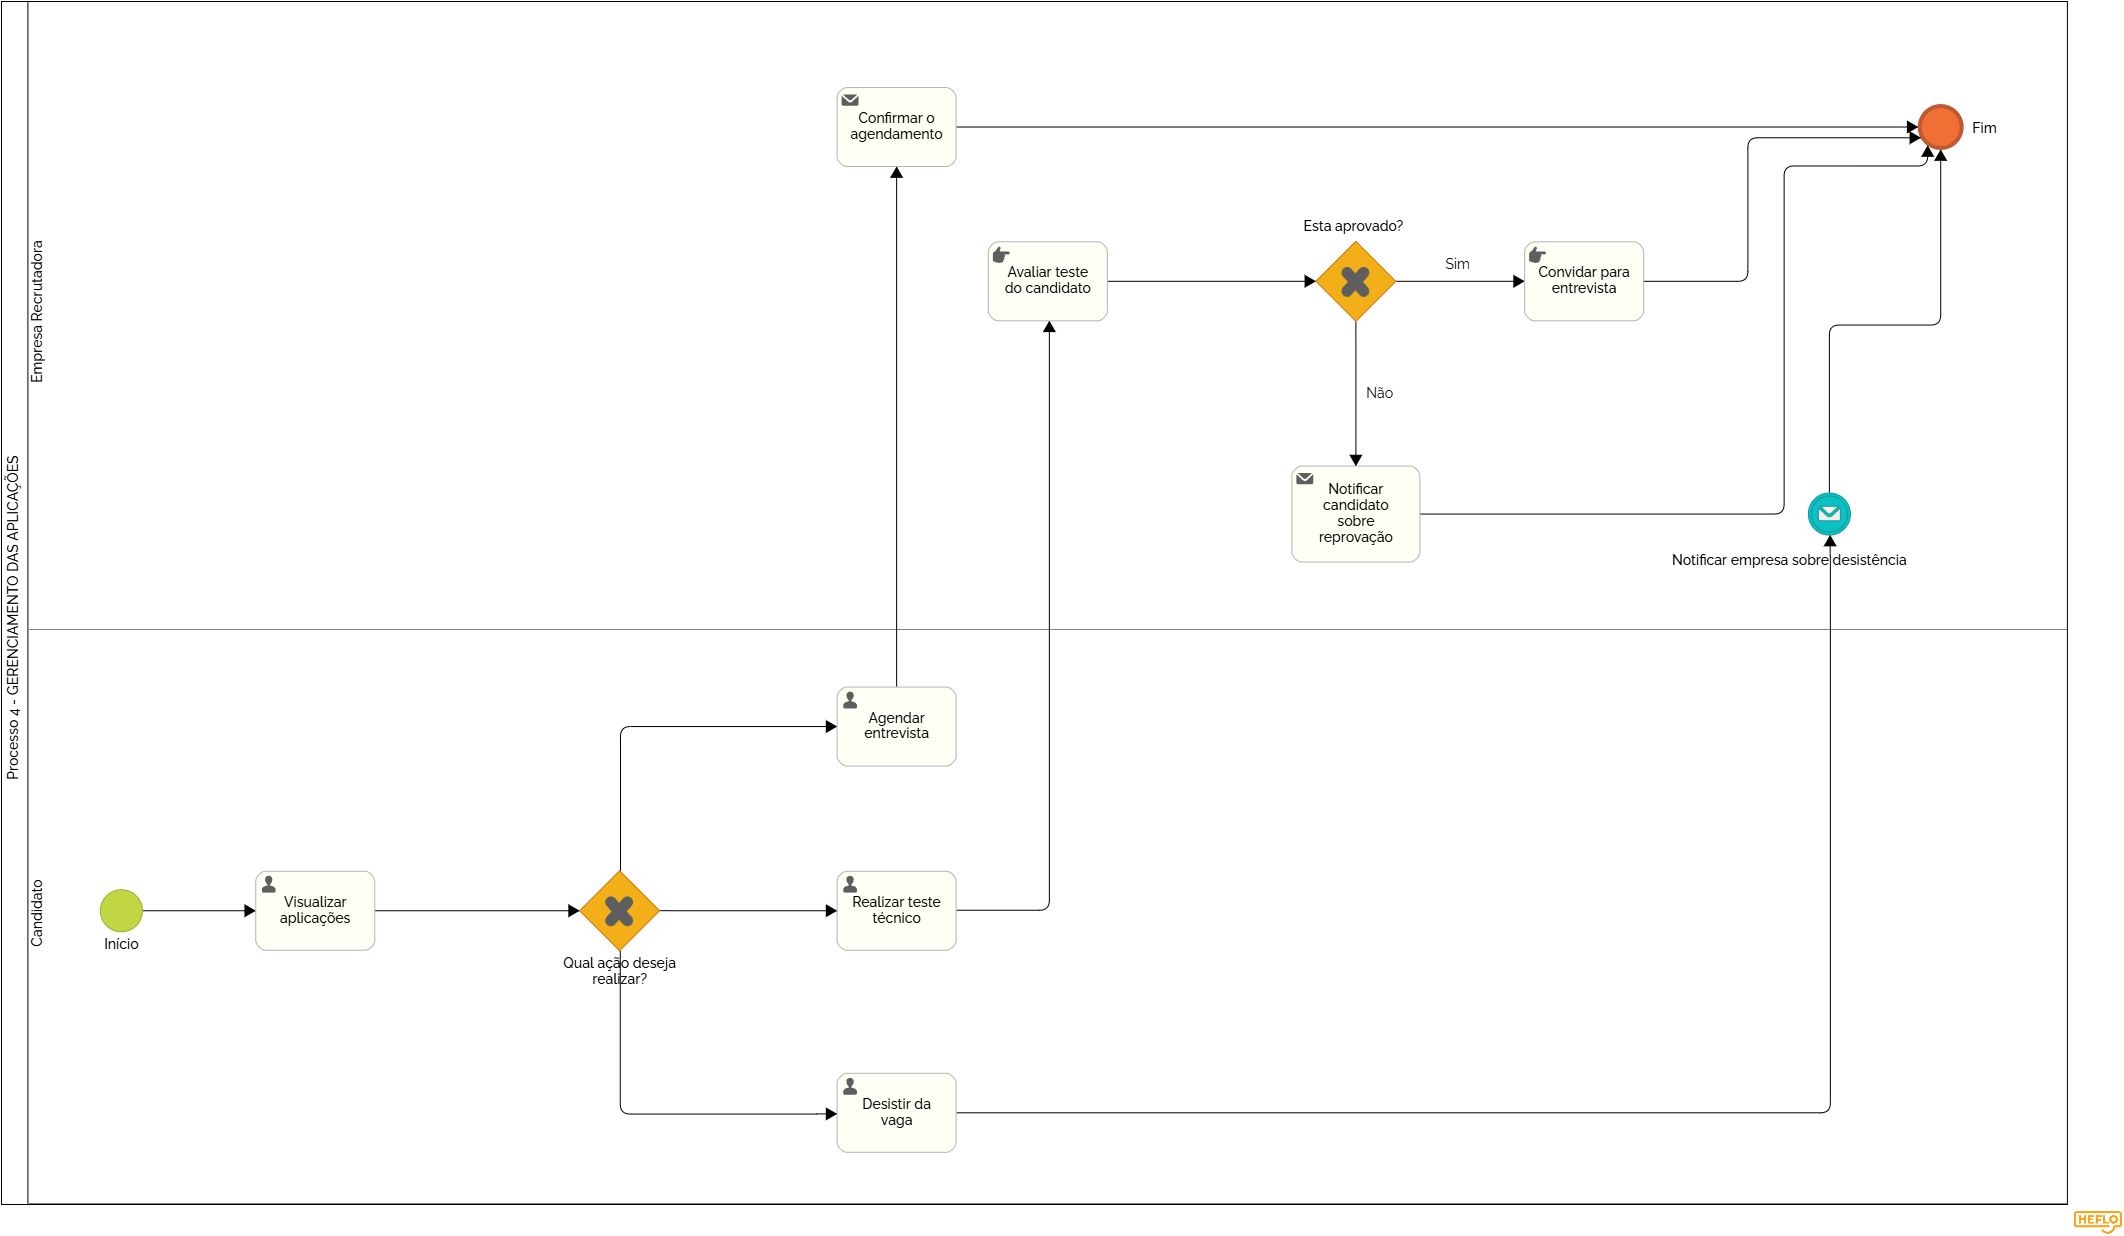 Processo 4 - GERENCIAMENTO DAS APLICAÇÕES
Empresa Recrutadora
Confirmar o
agendamento
Fim
Avaliar teste
do candidato
Esta aprovado?
Sim
Convidar para
entrevista
Não
Notificar
candidato
sobre
reprovação
Notificar empresa sobre desistência
Candidato
Início
Visualizar
aplicações
Qual ação deseja
realizar?
Agendar
entrevista
Realizar teste
técnico
Desistir da
vaga
HEFLO